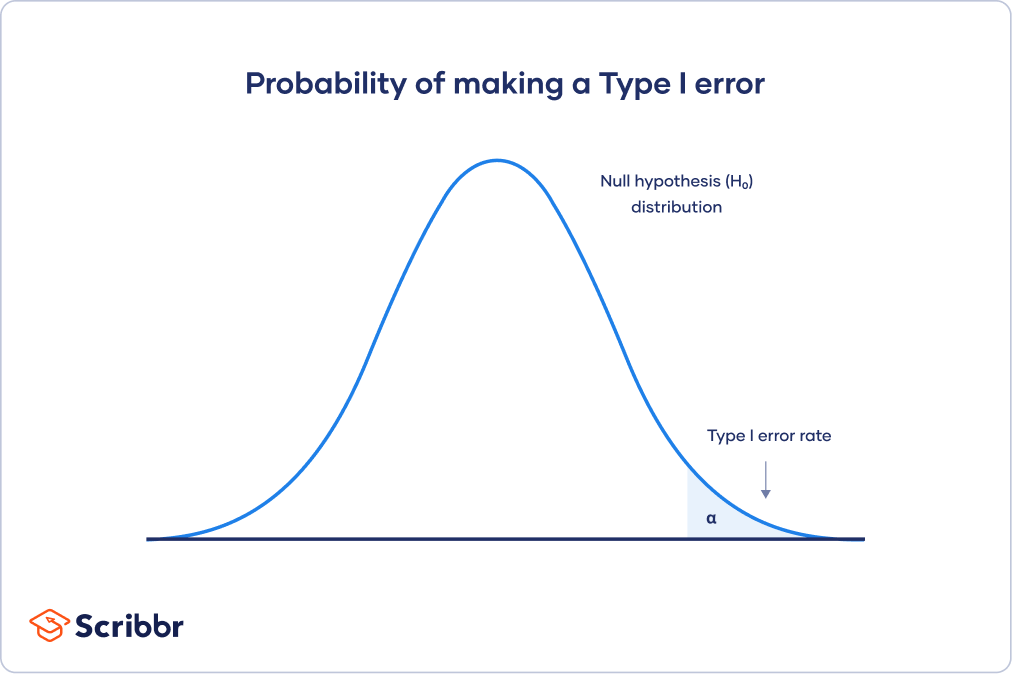 Probability of making a Type I error
Null hypothesis (H₀)
distribution
Type I error rate
α
Scribbr